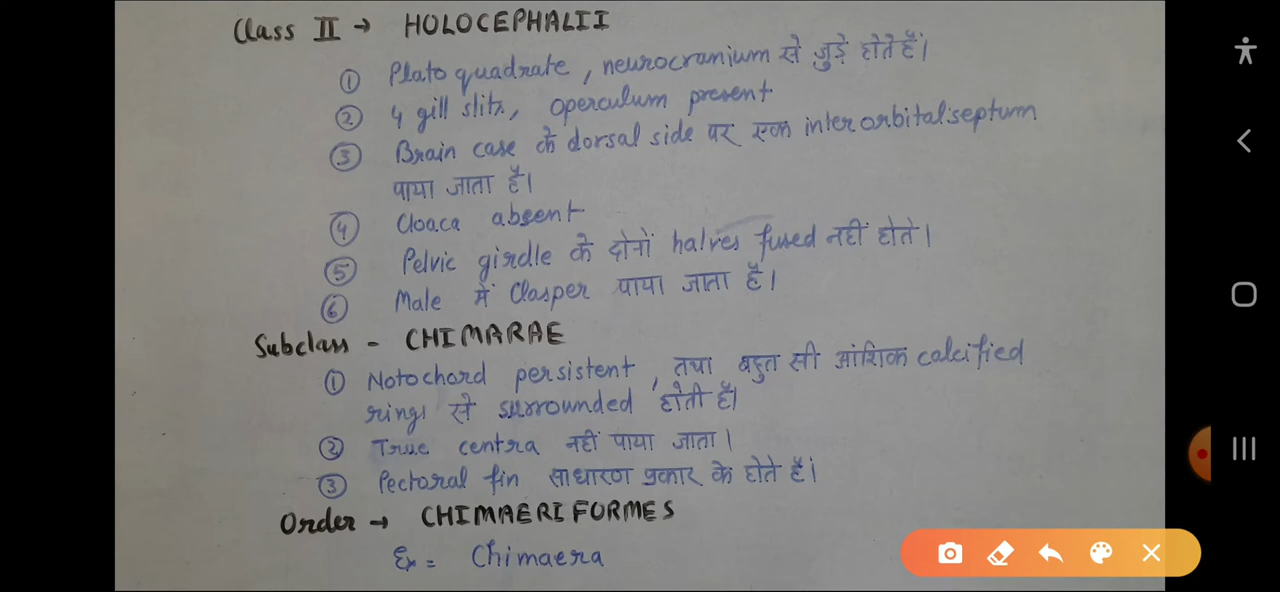 Class II → HOLOCEPHALII
① Plato quadrate, neurocranium से जुड़े होते हैं।
② 4 gill slits, operculum present
③ Brain case के dorsal side पर एक interorbital septum
पाया जाता है।
④ Cloaca absent
⑤ Pelvic girdle के दोनों halves fused नहीं होते।
⑥ Male में Clasper पाया जाता है।
Subclass - CHIMARAE
① Notochord persistent, तथा बहुत सी आंशिक calcified
rings से surrounded होती है।
② True centra नहीं पाया जाता।
③ Pectoral fin साधारण प्रकार के होते हैं।
Order → CHIMAERIFORMES
Ex = Chimaera